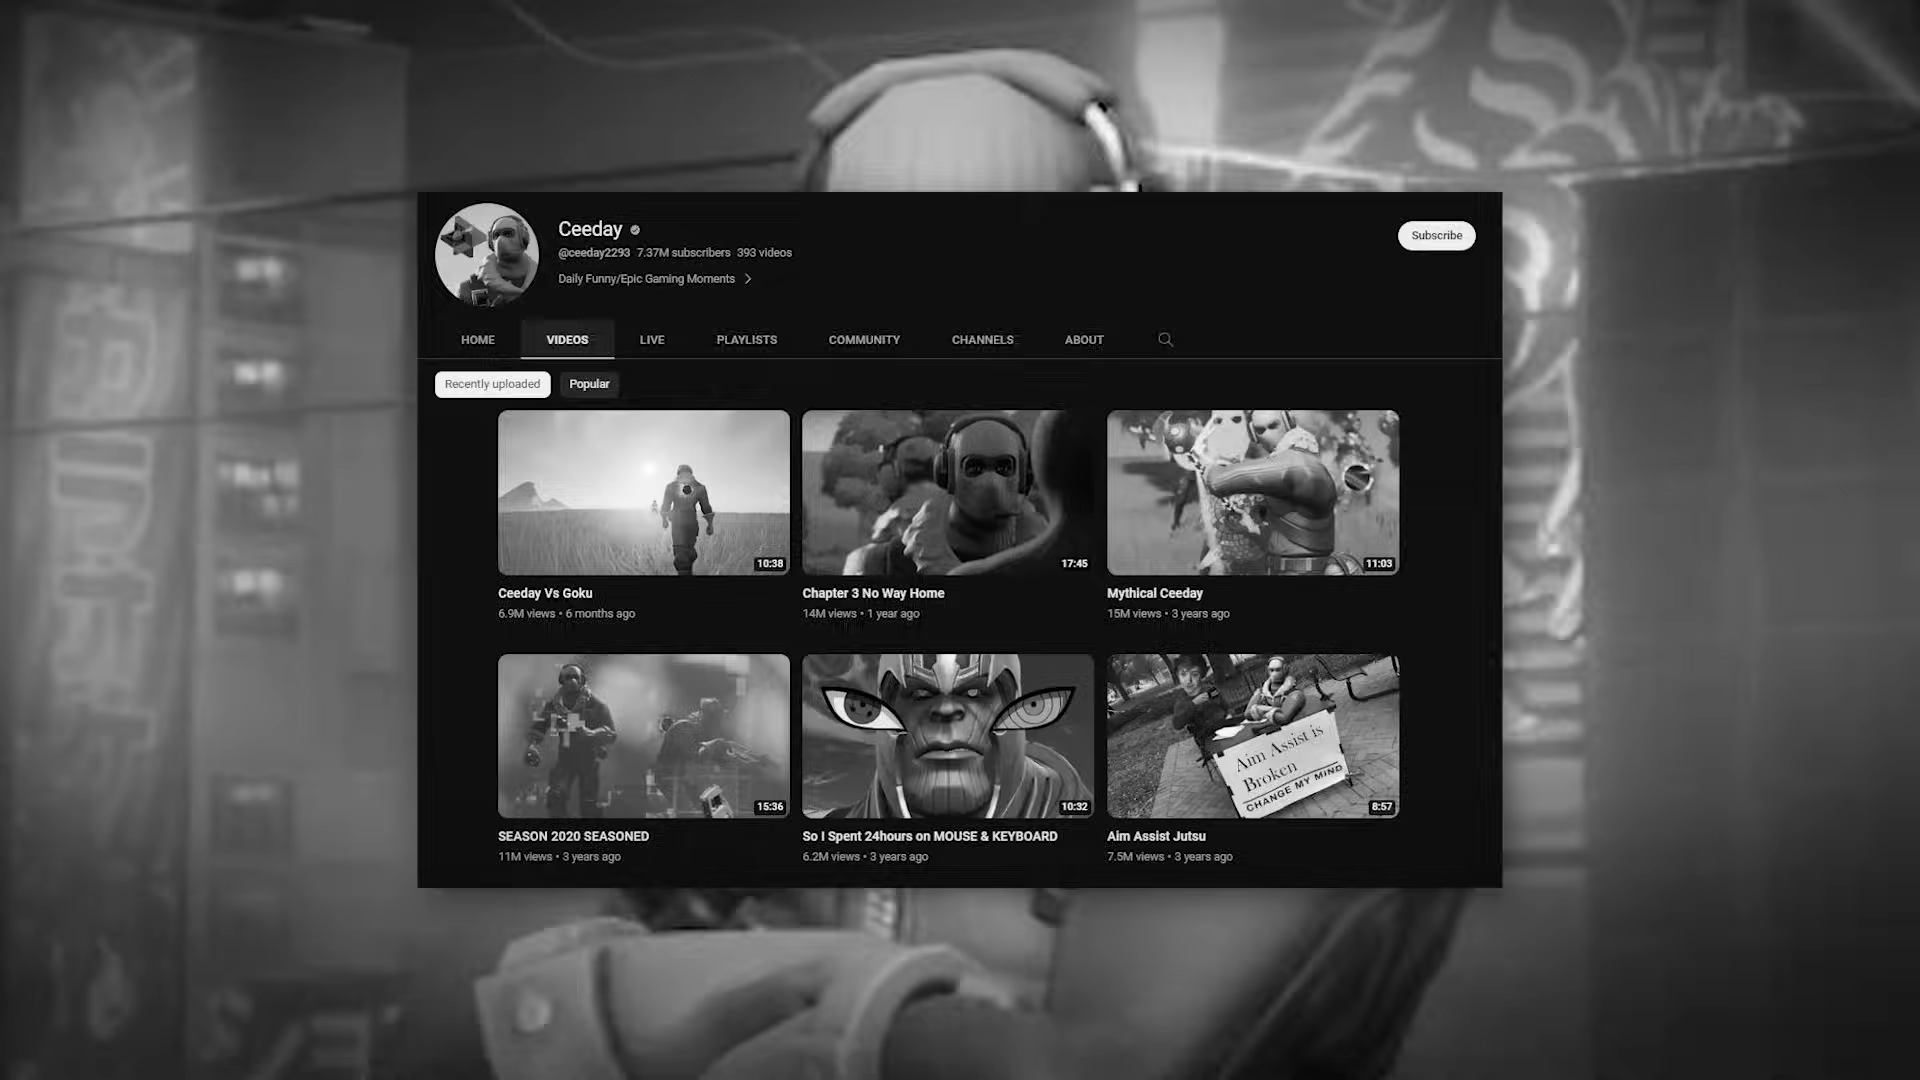 Ceeday
@ceeday2293 7.37M subscribers 393 videos
Daily Funny/Epic Gaming Moments
Subscribe
HOME VIDEOS LIVE PLAYLISTS COMMUNITY CHANNELS ABOUT
Recently uploaded Popular
10:38 17:45 11:03
Ceeday Vs Goku Chapter 3 No Way Home Mythical Ceeday
6.9M views • 6 months ago 14M views • 1 year ago 15M views • 3 years ago
Aim Assist is
Broken
CHANGE MY MIND
15:36 10:32 8:57
SEASON 2020 SEASONED So I Spent 24hours on MOUSE & KEYBOARD Aim Assist Jutsu
11M views • 3 years ago 6.2M views • 3 years ago 7.5M views • 3 years ago